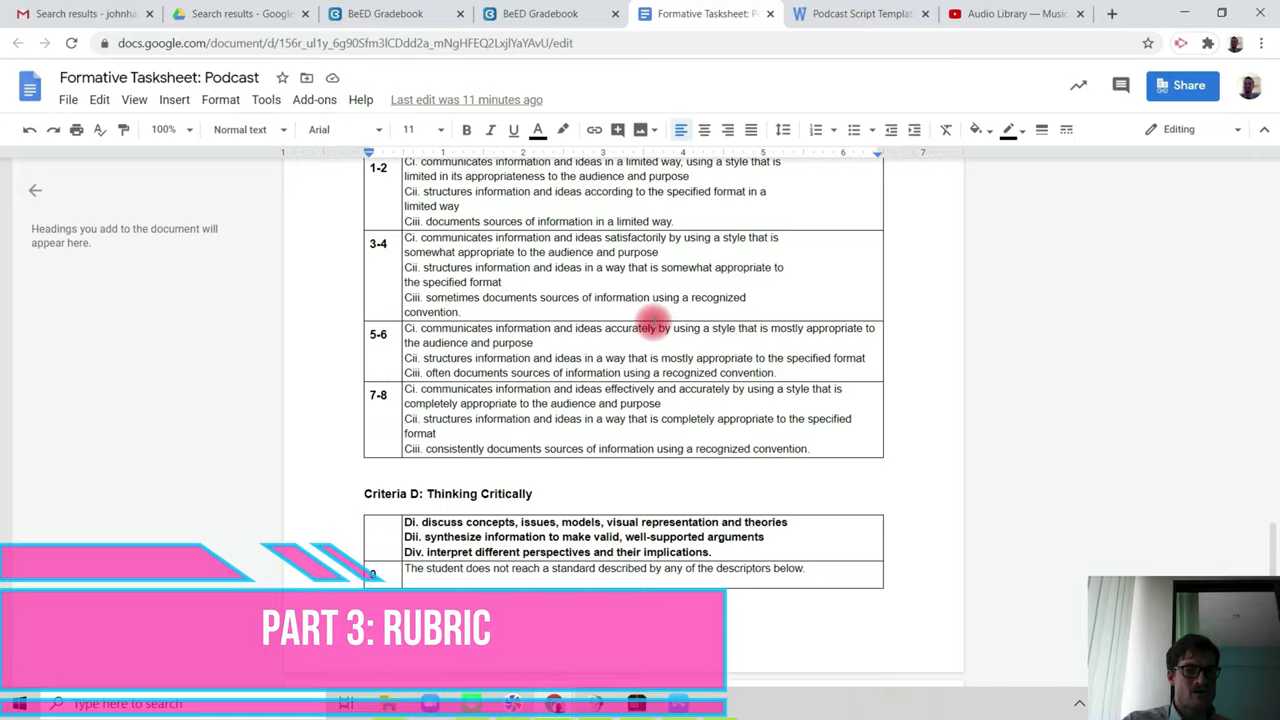 Search results - johnha
Search results - Google
BeED Gradebook
BeED Gradebook
Formative Tasksheet: P
Podcast Script Templat
Audio Library — Music
docs.google.com/document/d/156r_ul1y_6g90Sfm3lCDdd2a_mNgHFEQ2LxjlYaYAvU/edit
Formative Tasksheet: Podcast
Share
File Edit View Insert Format Tools Add-ons Help Last edit was 11 minutes ago
100% Normal text Arial 11 Editing
1 1 2 3 4 5 6 7
Headings you add to the document will
appear here.
1-2
Ci. communicates information and ideas in a limited way, using a style that is
limited in its appropriateness to the audience and purpose
Cii. structures information and ideas according to the specified format in a
limited way
Ciii. documents sources of information in a limited way.
3-4
Ci. communicates information and ideas satisfactorily by using a style that is
somewhat appropriate to the audience and purpose
Cii. structures information and ideas in a way that is somewhat appropriate to
the specified format
Ciii. sometimes documents sources of information using a recognized
convention.
5-6
Ci. communicates information and ideas accurately by using a style that is mostly appropriate to
the audience and purpose
Cii. structures information and ideas in a way that is mostly appropriate to the specified format
Ciii. often documents sources of information using a recognized convention.
7-8
Ci. communicates information and ideas effectively and accurately by using a style that is
completely appropriate to the audience and purpose
Cii. structures information and ideas in a way that is completely appropriate to the specified
format
Ciii. consistently documents sources of information using a recognized convention.
Criteria D: Thinking Critically
Di. discuss concepts, issues, models, visual representation and theories
Dii. synthesize information to make valid, well-supported arguments
Div. interpret different perspectives and their implications.
0
The student does not reach a standard described by any of the descriptors below.
PART 3: RUBRIC
Type here to search